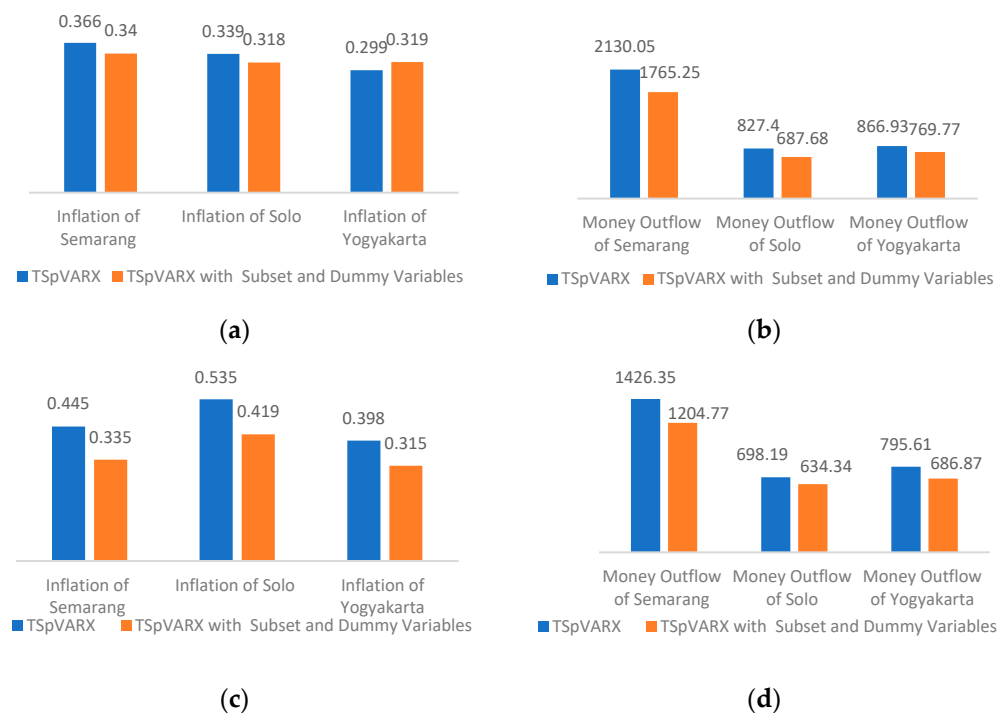 0.366 0.34 0.339 0.318 0.299 0.319
Inflation of Semarang Inflation of Solo Inflation of Yogyakarta
TSpVARX TSpVARX with Subset and Dummy Variables
(a)
2130.05 1765.25 827.4 687.68 866.93 769.77
Money Outflow of Semarang Money Outflow of Solo Money Outflow of Yogyakarta
TSpVARX TSpVARX with Subset and Dummy Variables
(b)
0.445 0.335 0.535 0.419 0.398 0.315
Inflation of Semarang Inflation of Solo Inflation of Yogyakarta
TSpVARX TSpVARX with Subset and Dummy Variables
(c)
1426.35 1204.77 698.19 634.34 795.61 686.87
Money Outflow of Semarang Money Outflow of Solo Money Outflow of Yogyakarta
TSpVARX TSpVARX with Subset and Dummy Variables
(d)